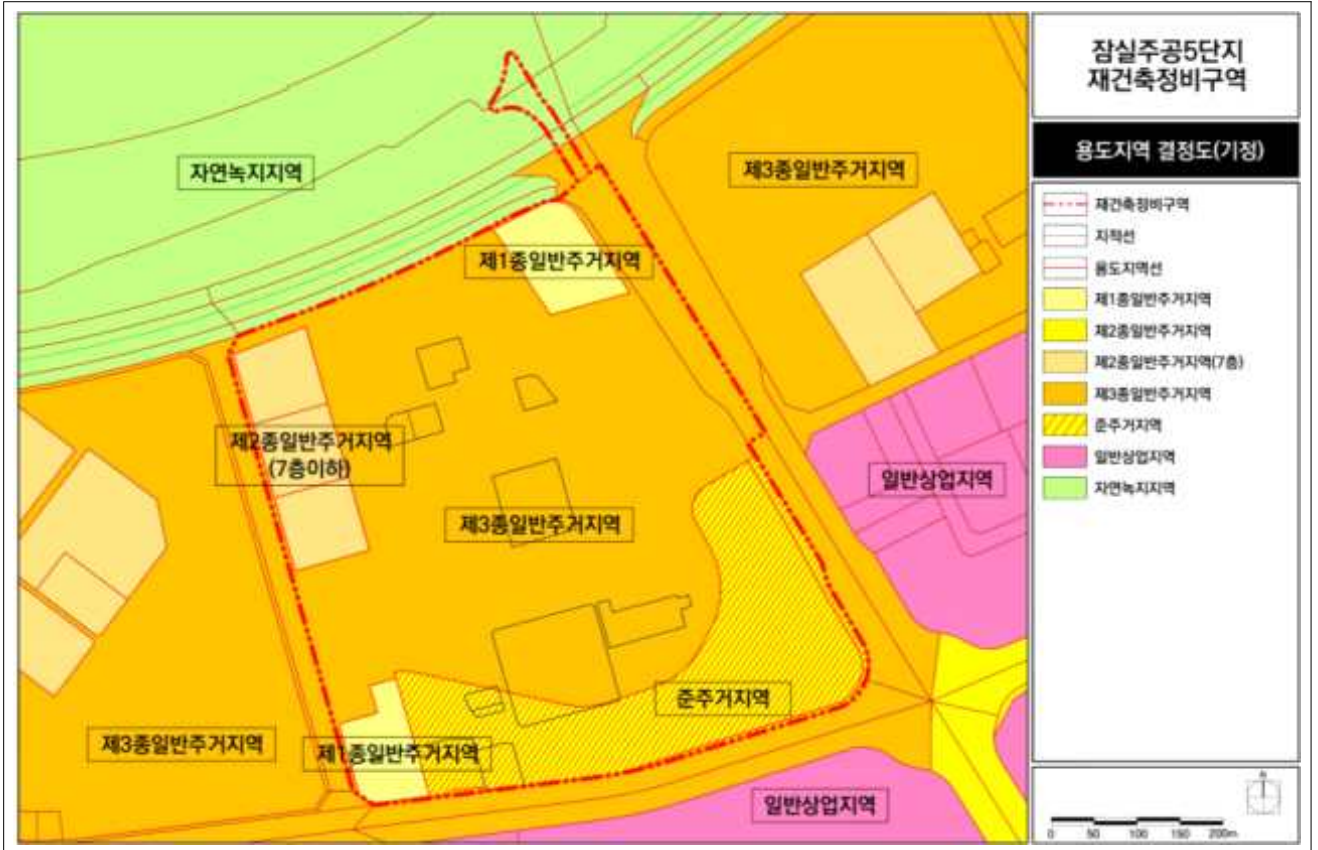 잠실주공5단지
재건축정비구역
용도지역 결정도(기정)
재건축정비구역
지적선
용도지역선
제1종일반주거지역
제2종일반주거지역
제2종일반주거지역(7층)
제3종일반주거지역
준주거지역
일반상업지역
자연녹지지역
자연녹지지역
제3종일반주거지역
제1종일반주거지역
제2종일반주거지역
(7층이하)
일반상업지역
제3종일반주거지역
준주거지역
제3종일반주거지역
제1종일반주거지역
일반상업지역
0 50 100 150 200m